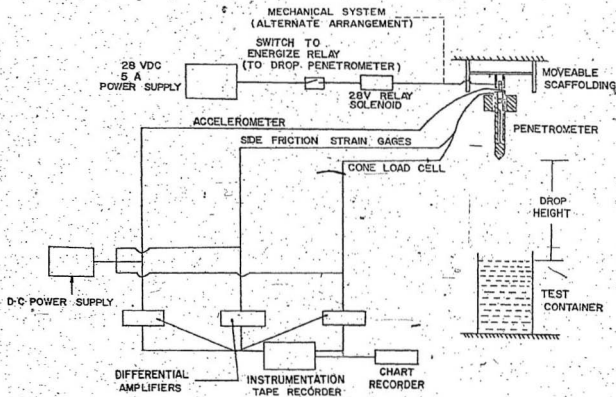 MECHANICAL SYSTEM
(ALTERNATE ARRANGEMENT)
SWITCH TO
ENERGIZE RELAY
(TO DROP PENETROMETER)
28 VDC
5 A
POWER SUPPLY
28V RELAY
SOLENOID
MOVEABLE
SCAFFOLDING
ACCELEROMETER
SIDE FRICTION STRAIN GAGES
PENETROMETER
CONE LOAD CELL
DROP
HEIGHT
D-C POWER SUPPLY
TEST
CONTAINER
DIFFERENTIAL
AMPLIFIERS
INSTRUMENTATION
TAPE RECORDER
CHART
RECORDER